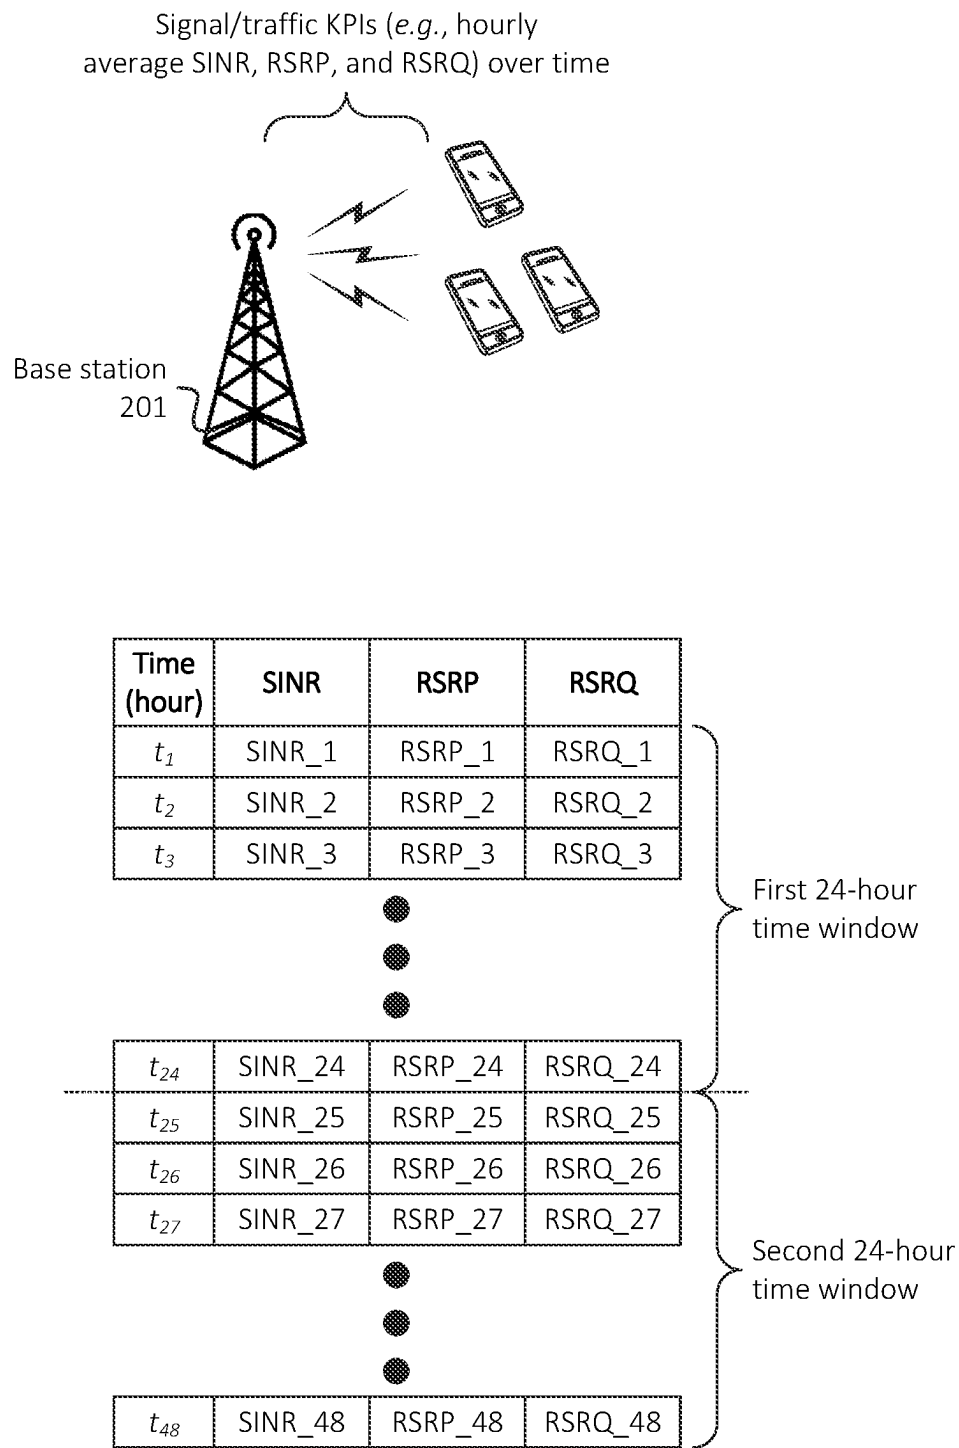 Signal/traffic KPIs (e.g., hourly
average SINR, RSRP, and RSRQ) over time
Base station
201
Time
(hour) SINR RSRP RSRQ
t1 SINR_1 RSRP_1 RSRQ_1
t2 SINR_2 RSRP_2 RSRQ_2
t3 SINR_3 RSRP_3 RSRQ_3
First 24-hour
time window
t24 SINR_24 RSRP_24 RSRQ_24
t25 SINR_25 RSRP_25 RSRQ_25
t26 SINR_26 RSRP_26 RSRQ_26
t27 SINR_27 RSRP_27 RSRQ_27
Second 24-hour
time window
t48 SINR_48 RSRP_48 RSRQ_48